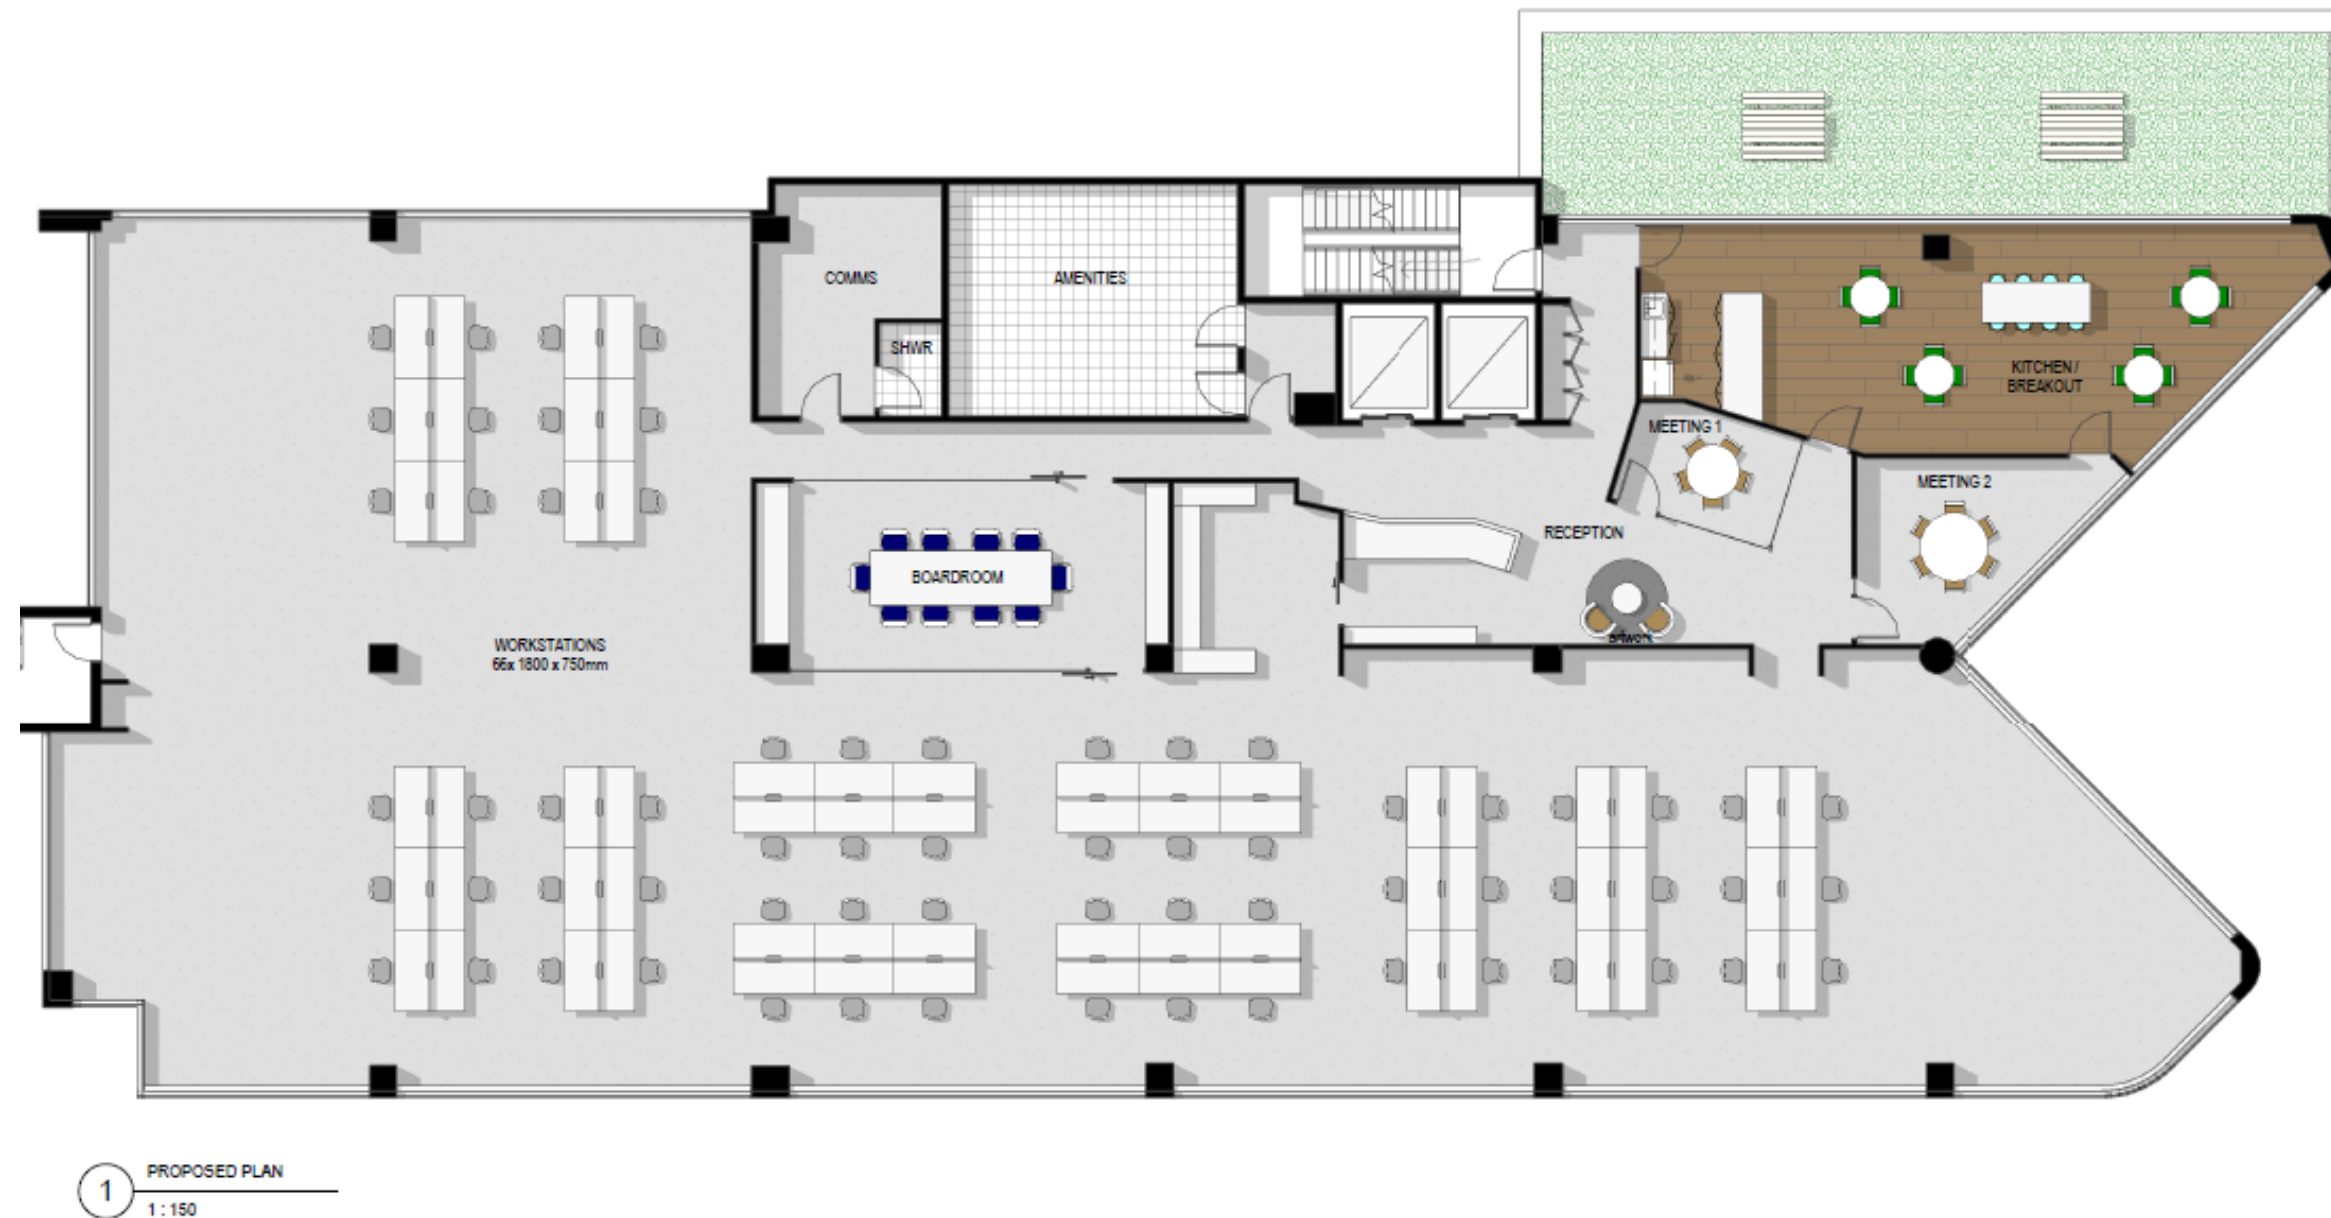 COMMS
AMENITIES
SHWR
KITCHEN /
BREAKOUT
MEETING 1
MEETING 2
RECEPTION
BOARDROOM
artwork
WORKSTATIONS
66x 1800 x 750mm
1
PROPOSED PLAN
1 : 150